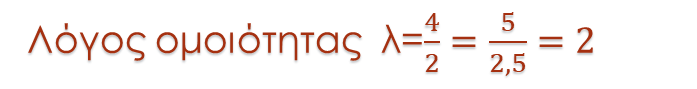 Λόγος ομοιότητας λ=4/2 = 5/2,5 = 2